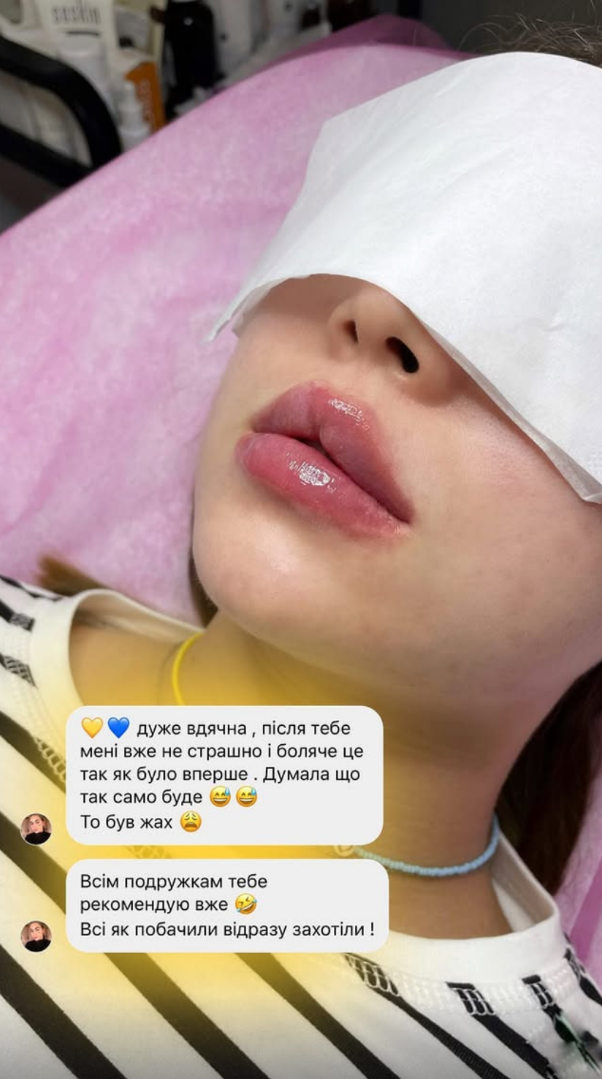 soskin
💛💙 дуже вдячна , після тебе
мені вже не страшно і боляче це
так як було вперше . Думала що
так само буде 😅😅
То був жах 😩
Всім подружкам тебе
рекомендую вже 🤣
Всі як побачили відразу захотіли !